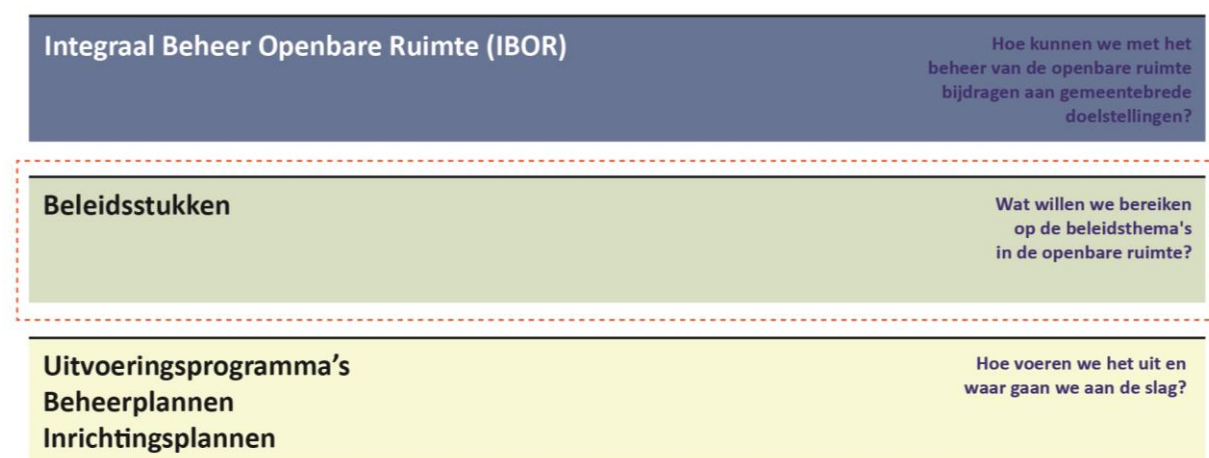 Integraal Beheer Openbare Ruimte (IBOR)
Hoe kunnen we met het
beheer van de openbare ruimte
bijdragen aan gemeentebrede
doelstellingen?
Beleidsstukken
Wat willen we bereiken
op de beleidsthema's
in de openbare ruimte?
Uitvoeringsprogramma's
Beheerplannen
Inrichtingsplannen
Hoe voeren we het uit en
waar gaan we aan de slag?